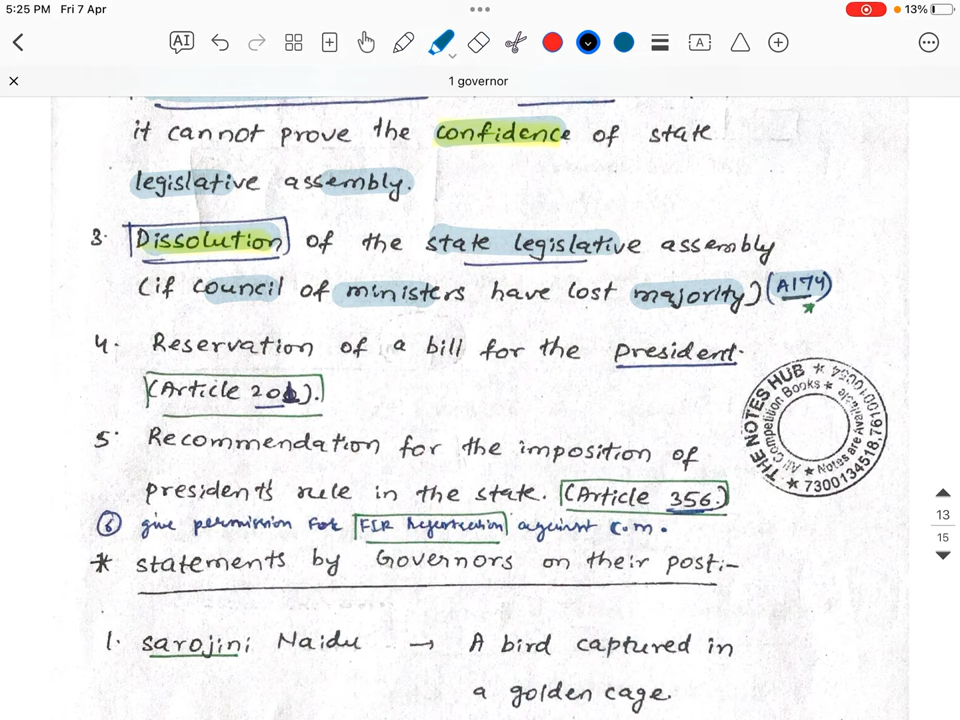 5:25 PM Fri 7 Apr
13%
AI
A
1 governor
it cannot prove the confidence of state
legislative assembly.
3. Dissolution of the state legislative assembly
(if council of ministers have lost majority) (A174)
4. Reservation of a bill for the president.
(Article 201).
5. Recommendation for the imposition of
president's rule in the state. (Article 356.)
6 give permission for FIR Registration against C.M.
* statements by Governors on their post:-
1. sarojini Naidu → A bird captured in
a golden cage.
THE NOTES HUB ★
All Competition Books ★
★ Notes are Available
★ 7300134518,7610010054
13
15